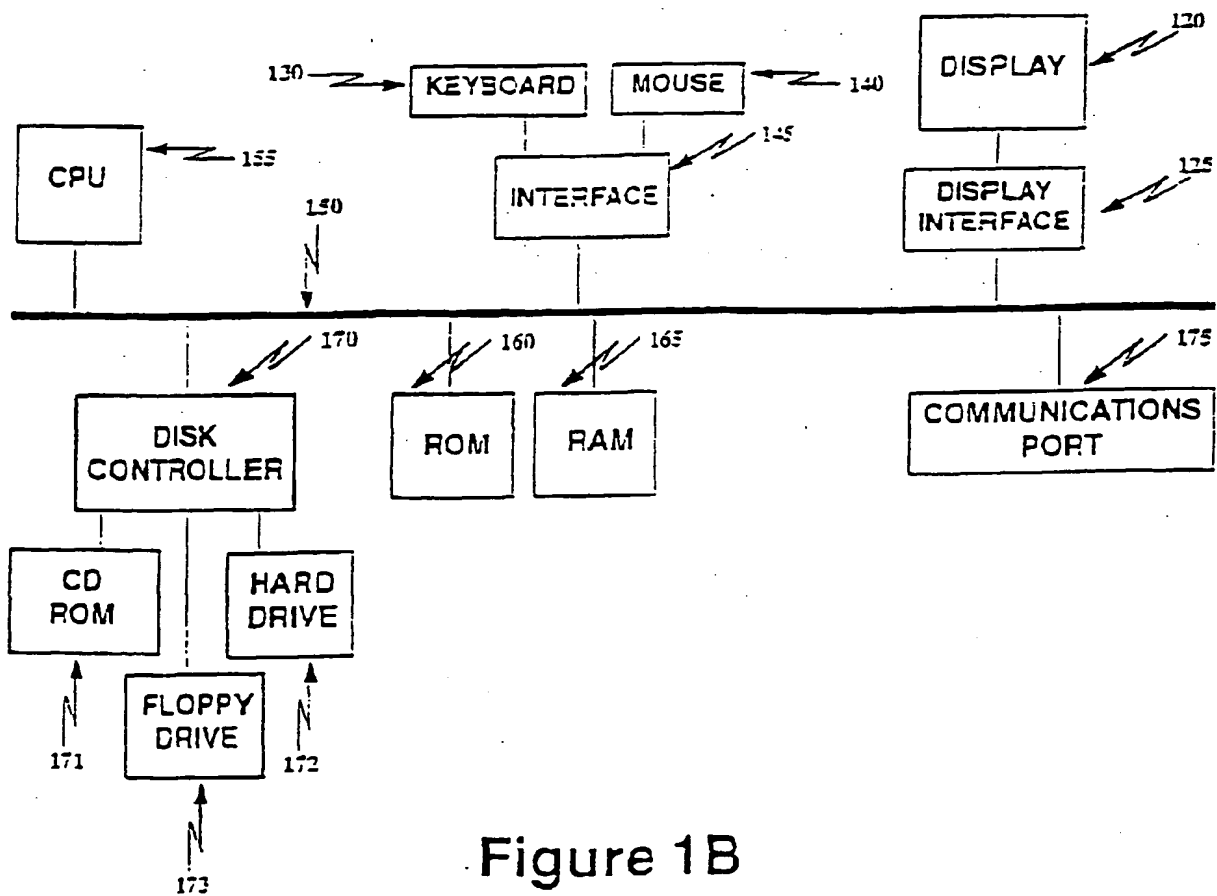 120
DISPLAY
130
KEYBOARD
MOUSE
140
145
155
CPU
INTERFACE
125
DISPLAY
INTERFACE
150
170
160
165
175
DISK
CONTROLLER
ROM
RAM
COMMUNICATIONS
PORT
CD
ROM
HARD
DRIVE
FLOPPY
DRIVE
171
172
173
Figure 1B